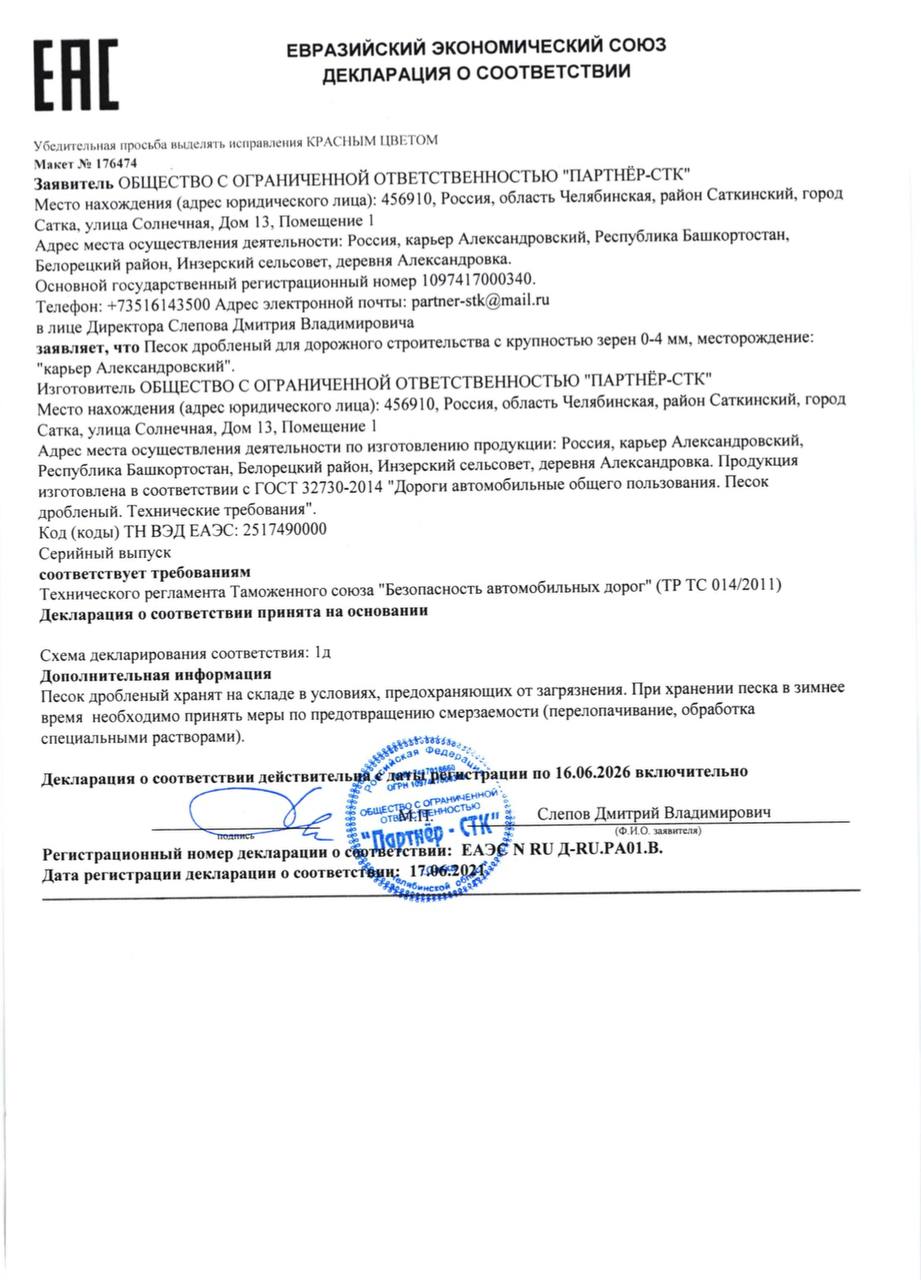 ЕАС
ЕВРАЗИЙСКИЙ ЭКОНОМИЧЕСКИЙ СОЮЗ
ДЕКЛАРАЦИЯ О СООТВЕТСТВИИ
Убедительная просьба выделять исправления КРАСНЫМ ЦВЕТОМ
Макет № 176474
Заявитель ОБЩЕСТВО С ОГРАНИЧЕННОЙ ОТВЕТСТВЕННОСТЬЮ "ПАРТНЁР-СТК"
Место нахождения (адрес юридического лица): 456910, Россия, область Челябинская, район Саткинский, город
Сатка, улица Солнечная, Дом 13, Помещение 1
Адрес места осуществления деятельности: Россия, карьер Александровский, Республика Башкортостан,
Белорецкий район, Инзерский сельсовет, деревня Александровка.
Основной государственный регистрационный номер 1097417000340.
Телефон: +73516143500 Адрес электронной почты: partner-stk@mail.ru
в лице Директора Слепова Дмитрия Владимировича
заявляет, что Песок дробленый для дорожного строительства с крупностью зерен 0-4 мм, месторождение:
"карьер Александровский".
Изготовитель ОБЩЕСТВО С ОГРАНИЧЕННОЙ ОТВЕТСТВЕННОСТЬЮ "ПАРТНЁР-СТК"
Место нахождения (адрес юридического лица): 456910, Россия, область Челябинская, район Саткинский, город
Сатка, улица Солнечная, Дом 13, Помещение 1
Адрес места осуществления деятельности по изготовлению продукции: Россия, карьер Александровский,
Республика Башкортостан, Белорецкий район, Инзерский сельсовет, деревня Александровка. Продукция
изготовлена в соответствии с ГОСТ 32730-2014 "Дороги автомобильные общего пользования. Песок
дробленый. Технические требования".
Код (коды) ТН ВЭД ЕАЭС: 2517490000
Серийный выпуск
соответствует требованиям
Технического регламента Таможенного союза "Безопасность автомобильных дорог" (ТР ТС 014/2011)
Декларация о соответствии принята на основании
Схема декларирования соответствия: 1д
Дополнительная информация
Песок дробленый хранят на складе в условиях, предохраняющих от загрязнения. При хранении песка в зимнее
время необходимо принять меры по предотвращению смерзаемости (перелопачивание, обработка
специальными растворами).
Декларация о соответствии действительна с даты регистрации по 16.06.2026 включительно
Российская Федерация
ОГРН
ОБЩЕСТВО С ОГРАНИЧЕННОЙ
ОТВЕТСТВЕННОСТЬЮ
"Партнёр - СТК"
Челябинской
М.П.
Слепов Дмитрий Владимирович
подпись
(Ф.И.О. заявителя)
Регистрационный номер декларации о соответствии: ЕАЭС N RU Д-RU.РА01.В.
Дата регистрации декларации о соответствии: 17.06.2021